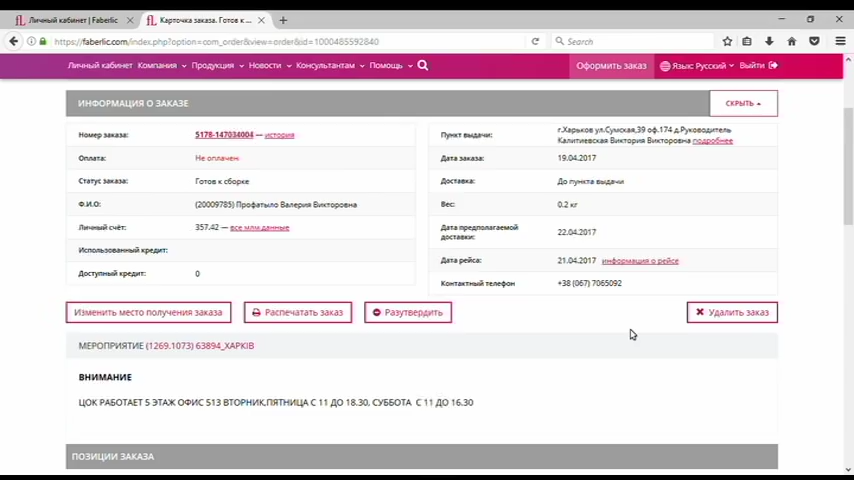 Личный кабинет | Faberlic
Карточка заказа. Готов к ...
https://faberlic.com/index.php?option=com_order&view=order&id=1000485592840
Search
Личный кабинет Компания Продукция Новости Консультантам Помощь Оформить заказ Язык: Русский Выйти
ИНФОРМАЦИЯ О ЗАКАЗЕ
СКРЫТЬ
Номер заказа: 5178-147034004 — история
Оплата: Не оплачен
Статус заказа: Готов к сборке
Ф.И.О: (20009785) Профатыло Валерия Викторовна
Личный счёт: 357.42 — все млм данные
Использованный кредит:
Доступный кредит: 0
Пункт выдачи: г.Харьков ул.Сумская,39 оф.174 д.Руководитель
Калитиевская Виктория Викторовна подробнее
Дата заказа: 19.04.2017
Доставка: До пункта выдачи
Вес: 0.2 кг
Дата предполагаемой
доставки: 22.04.2017
Дата рейса: 21.04.2017 информация о рейсе
Контактный телефон +38 (067) 7065092
Изменить место получения заказа Распечатать заказ Разутвердить Удалить заказ
МЕРОПРИЯТИЕ (1269.1073) 63894_ХАРКІВ
ВНИМАНИЕ
ЦОК РАБОТАЕТ 5 ЭТАЖ ОФИС 513 ВТОРНИК,ПЯТНИЦА С 11 ДО 18.30, СУББОТА С 11 ДО 16.30
ПОЗИЦИИ ЗАКАЗА